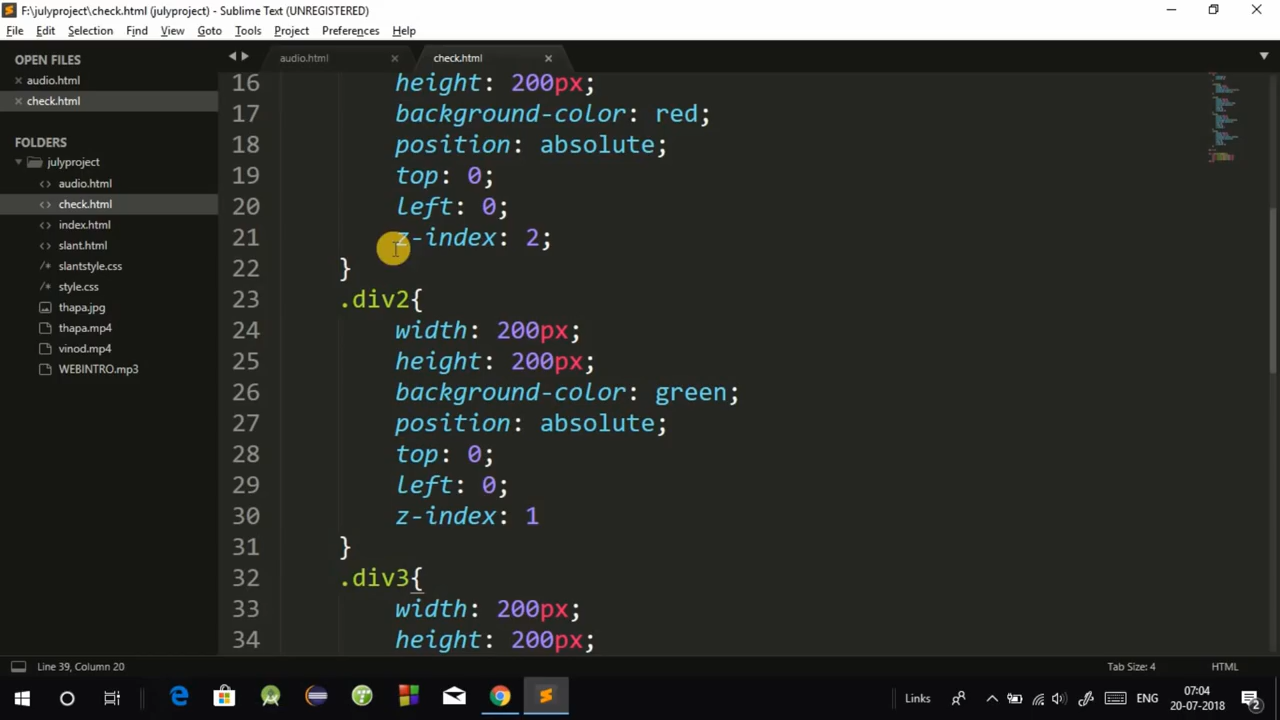 F:\julyproject\check.html (julyproject) - Sublime Text (UNREGISTERED)
File Edit Selection Find View Goto Tools Project Preferences Help
OPEN FILES
audio.html
check.html
FOLDERS
julyproject
audio.html
check.html
index.html
slant.html
slantstyle.css
style.css
thapa.jpg
thapa.mp4
vinod.mp4
WEBINTRO.mp3
audio.html check.html
16 height: 200px;
17 background-color: red;
18 position: absolute;
19 top: 0;
20 left: 0;
21 z-index: 2;
22 }
23 .div2{
24 width: 200px;
25 height: 200px;
26 background-color: green;
27 position: absolute;
28 top: 0;
29 left: 0;
30 z-index: 1
31 }
32 .div3{
33 width: 200px;
34 height: 200px;
Line 39, Column 20 Tab Size: 4 HTML
Links ENG 07:04
20-07-2018 2